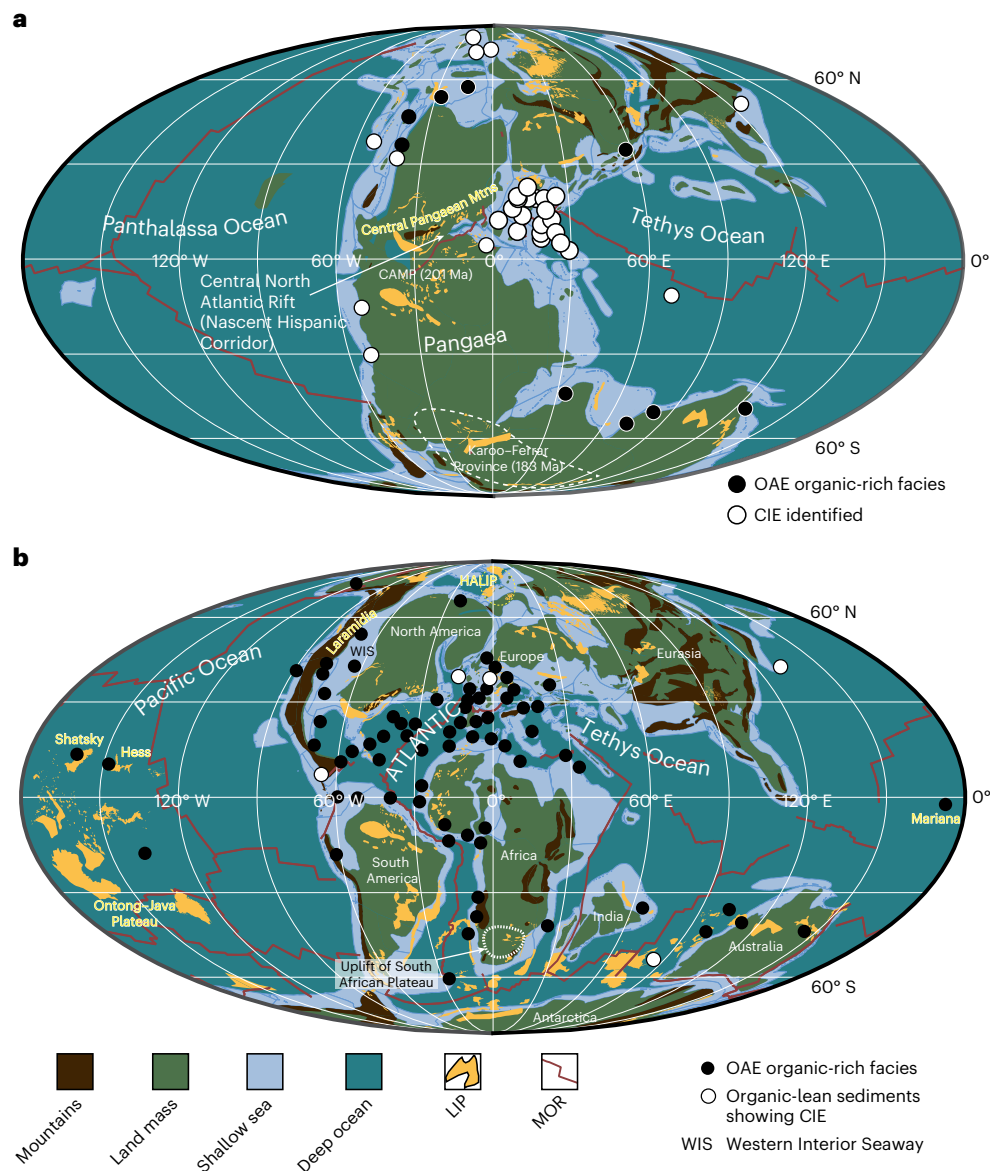 a
60° N
Central Pangaean Mtns
Panthalassa Ocean
Tethys Ocean
120° W
60° W
0°
60° E
120° E
0°
CAMP (201 Ma)
Central North
Atlantic Rift
(Nascent Hispanic
Corridor)
Pangaea
Karoo–Ferrar
Province (183 Ma)
60° S
OAE organic-rich facies
CIE identified
b
HALIP
60° N
Laramidia
North America
WIS
Europe
Eurasia
Pacific Ocean
ATLANTIC
Tethys Ocean
Shatsky
Hess
120° W
60° W
0°
60° E
120° E
0°
Mariana
South
America
Africa
Ontong–Java
Plateau
India
Australia
Uplift of South
African Plateau
60° S
Antarctica
Mountains
Land mass
Shallow sea
Deep ocean
LIP
MOR
OAE organic-rich facies
Organic-lean sediments
showing CIE
WIS Western Interior Seaway